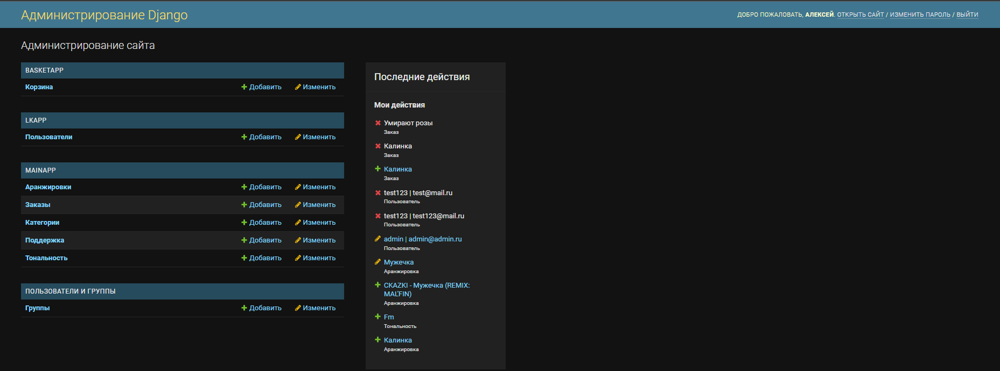 Администрирование Django
ДОБРО ПОЖАЛОВАТЬ, АЛЕКСЕЙ. ОТКРЫТЬ САЙТ / ИЗМЕНИТЬ ПАРОЛЬ / ВЫЙТИ
Администрирование сайта
BASKETAPP
Корзина Добавить Изменить
LKAPP
Пользователи Добавить Изменить
MAINAPP
Аранжировки Добавить Изменить
Заказы Добавить Изменить
Категории Добавить Изменить
Поддержка Добавить Изменить
Тональность Добавить Изменить
ПОЛЬЗОВАТЕЛИ И ГРУППЫ
Группы Добавить Изменить
Последние действия
Мои действия
Умирают розы
Заказ
Калинка
Заказ
Калинка
Заказ
test123 | test@mail.ru
Пользователь
test123 | test123@mail.ru
Пользователь
admin | admin@admin.ru
Пользователь
Мужечка
Аранжировка
CKAZKI - Мужечка (REMIX:
MAL'FIN)
Аранжировка
Fm
Тональность
Калинка
Аранжировка